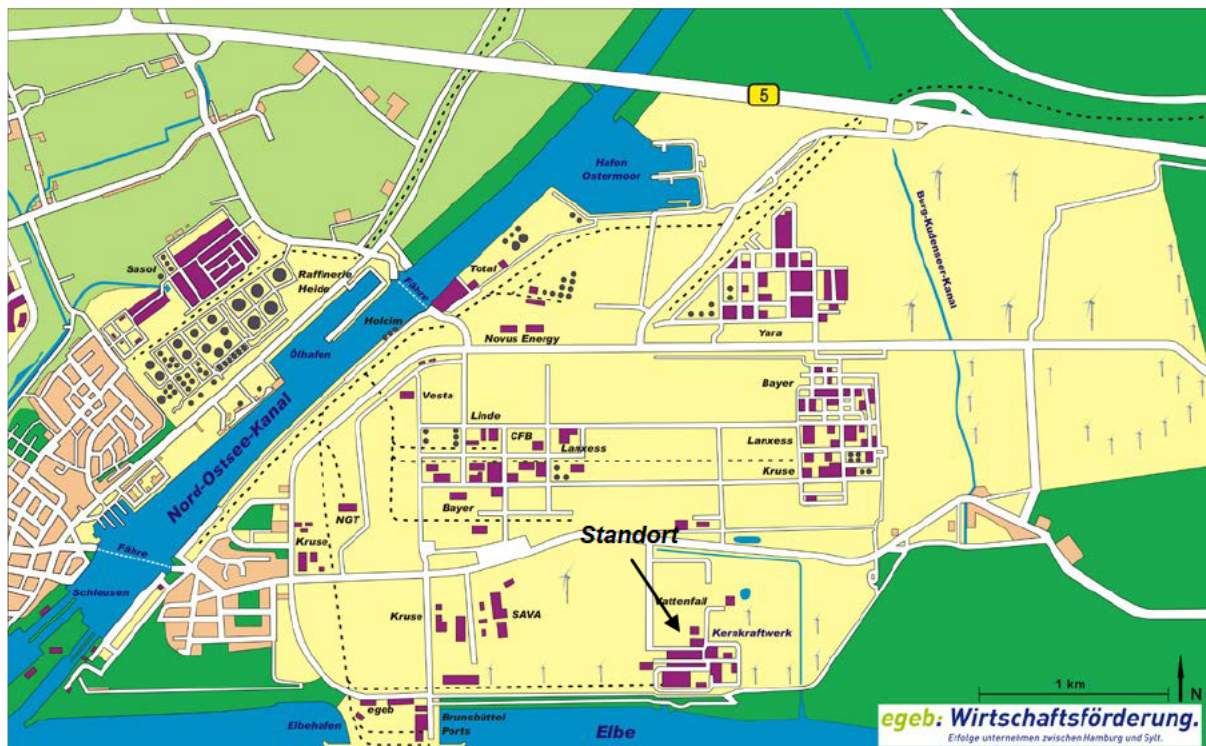 5
Hafen
Ostermoor
Burg-Kudenseer-Kanal
Sasol
Raffinerie
Heide
Total
Fähre
Holcim
Novus Energy
Yara
Ölhafen
Nord-Ostsee-Kanal
Vesta
Bayer
Linde
CFB
Lanxess
Lanxess
Kruse
Bayer
NGT
Kruse
Standort
Fähre
Schleusen
Kruse
SAVA
Vattenfall
Kernkraftwerk
1 km
N
egeb
Elbehafen
Brunsbüttel
Ports
Elbe
egeb: Wirtschaftsförderung.
Erfolge unternehmen zwischen Hamburg und Sylt.